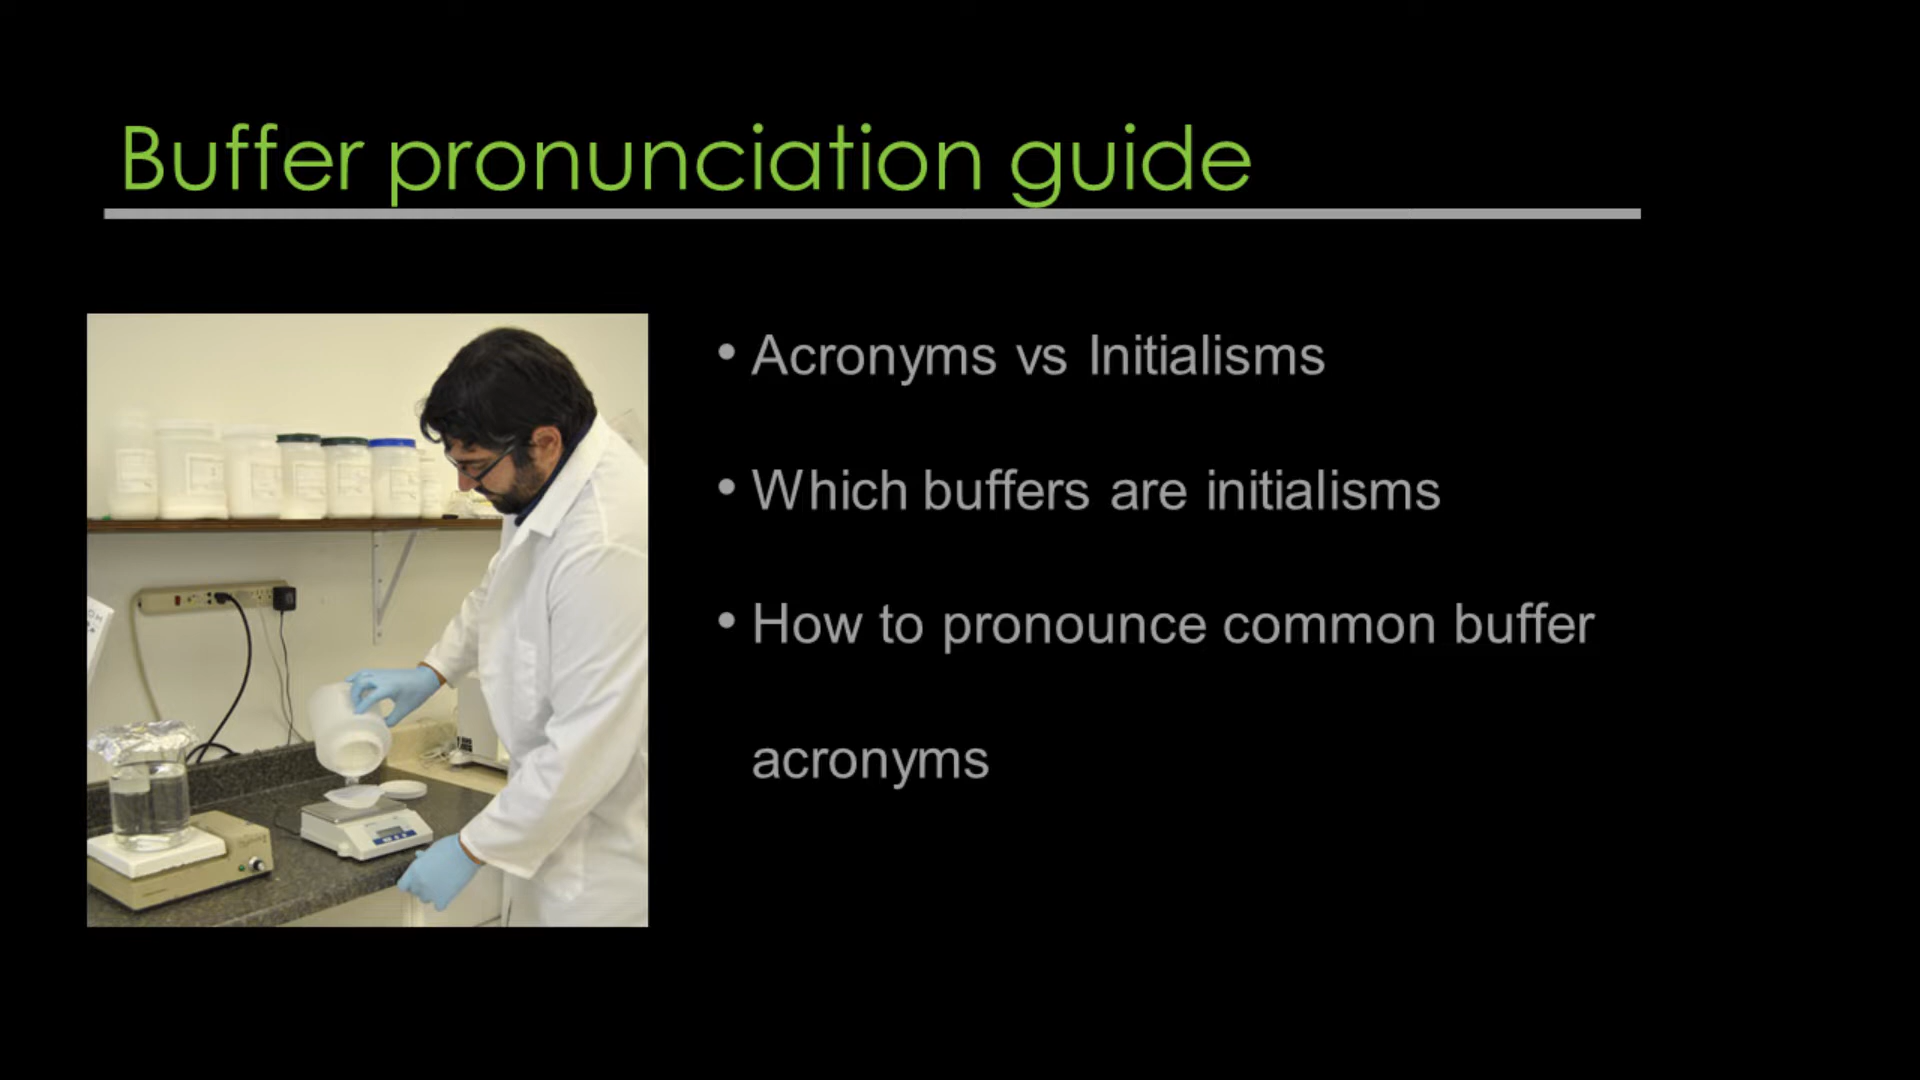 Buffer pronunciation guide
• Acronyms vs Initialisms
• Which buffers are initialisms
• How to pronounce common buffer
acronyms